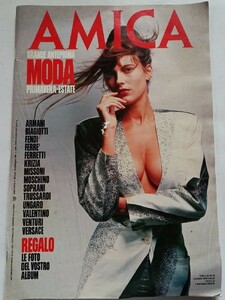 AMICA
GRANDE ANTEPRIMA
MODA
PRIMAVERA-ESTATE
ARMANI
BIAGIOTTI
FENDI
FERRE'
FERRETTI
KRIZIA
MISSONI
MOSCHINO
SOPRANI
TRUSSARDI
UNGARO
VALENTINO
VENTURI
VERSACE
REGALO
LE FOTO
DEL VOSTRO
ALBUM